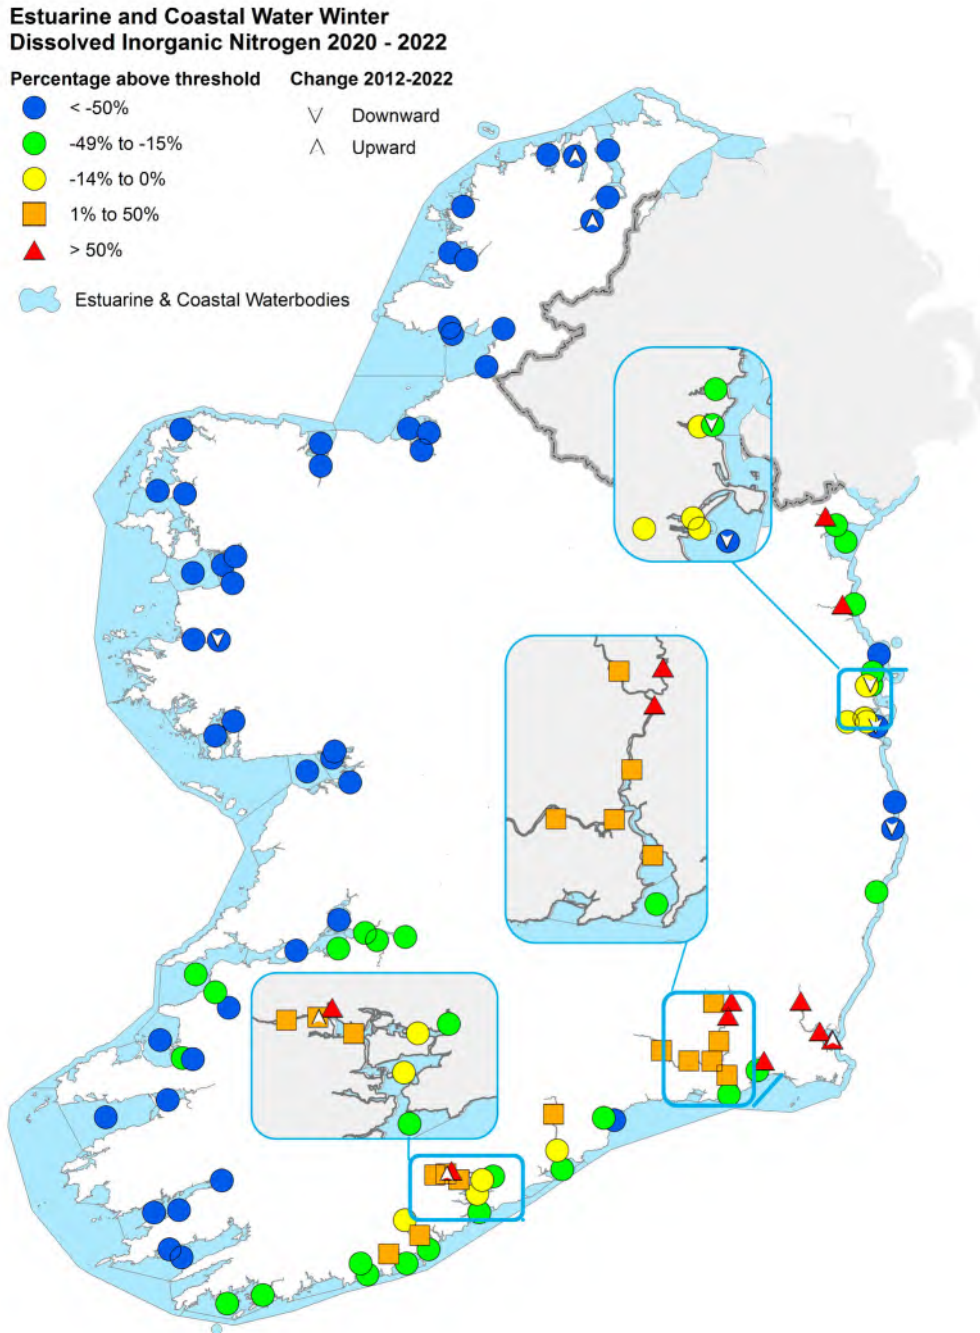 Estuarine and Coastal Water Winter
Dissolved Inorganic Nitrogen 2020 - 2022
Percentage above threshold
< -50%
-49% to -15%
-14% to 0%
1% to 50%
> 50%
Estuarine & Coastal Waterbodies
Change 2012-2022
Downward
Upward